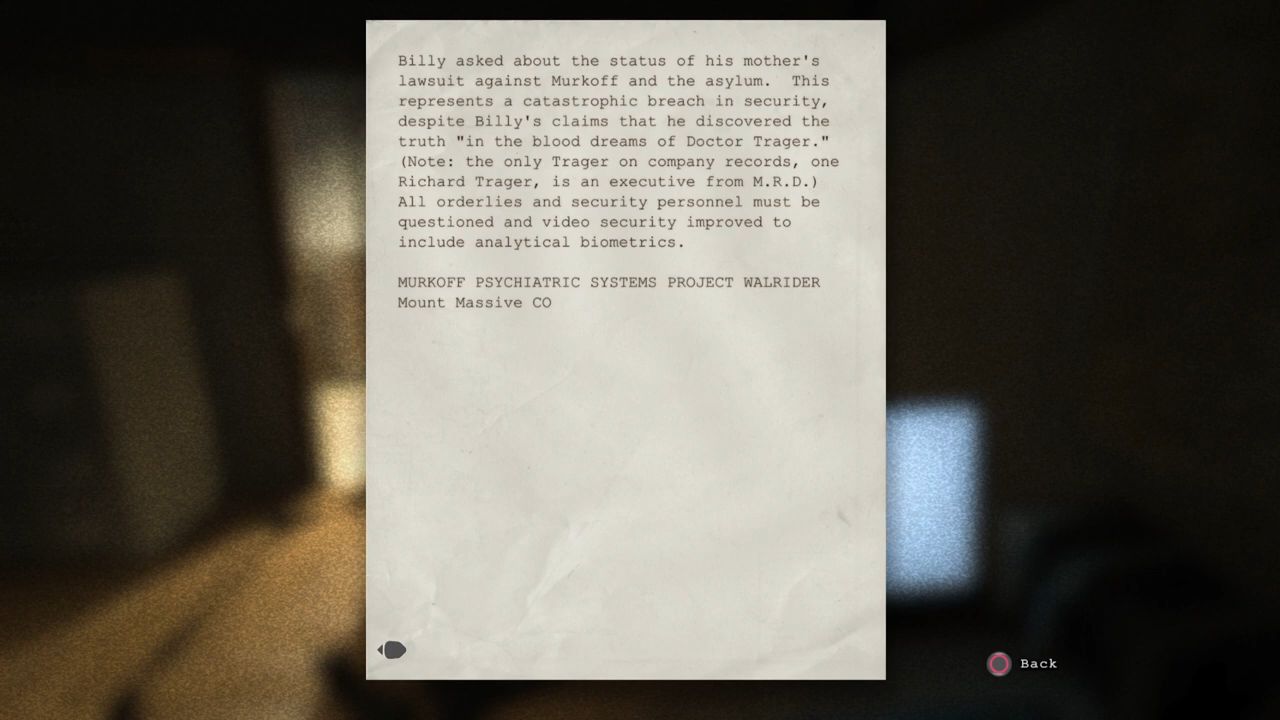 Billy asked about the status of his mother's
lawsuit against Murkoff and the asylum.  This
represents a catastrophic breach in security,
despite Billy's claims that he discovered the
truth "in the blood dreams of Doctor Trager."
(Note: the only Trager on company records, one
Richard Trager, is an executive from M.R.D.)
All orderlies and security personnel must be
questioned and video security improved to
include analytical biometrics.

MURKOFF PSYCHIATRIC SYSTEMS PROJECT WALRIDER
Mount Massive CO
Back